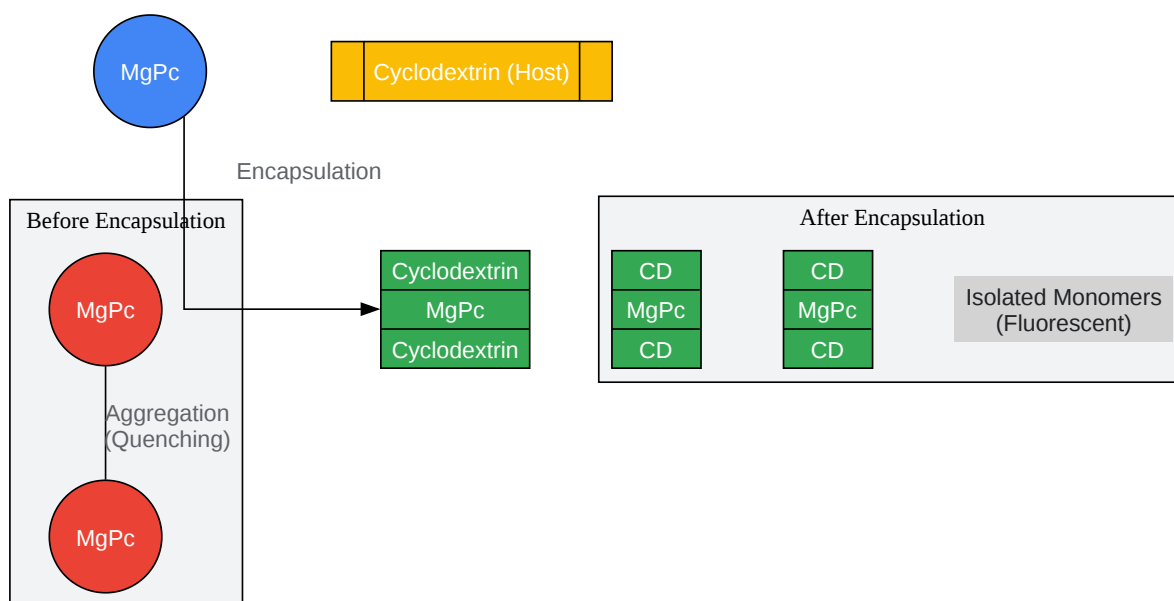 MgPc
Cyclodextrin (Host)
Encapsulation
Before Encapsulation
MgPc
Aggregation
(Quenching)
MgPc
Cyclodextrin
MgPc
Cyclodextrin
After Encapsulation
CD
MgPc
CD
CD
MgPc
CD
Isolated Monomers
(Fluorescent)